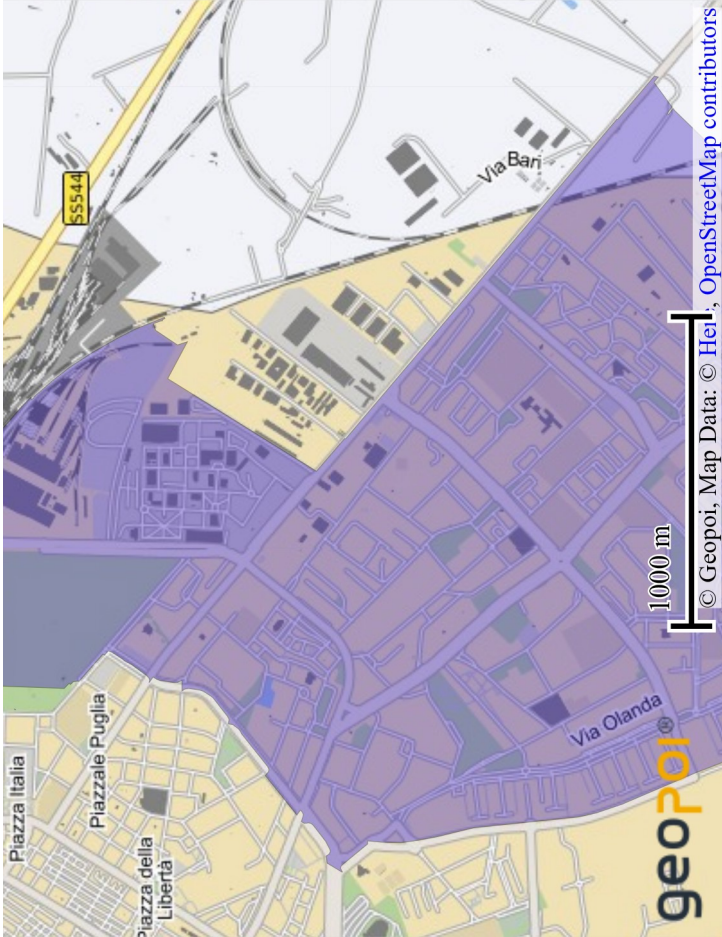 SS544
Via Bari
Piazza Italia
Piazzale Puglia
Piazza della
Libertà
Via Olanda
1000 m
geoPOI
© Geopoi, Map Data: © Here, OpenStreetMap contributors